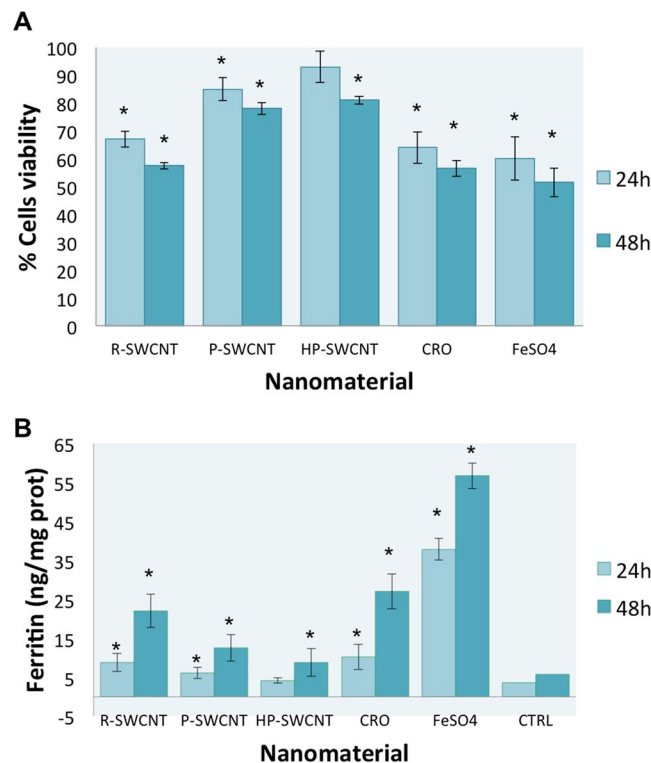 A
100
90
80
70
60
50
40
30
20
10
0
% Cells viability
* * * * * * * * *
24h
48h
R-SWCNT P-SWCNT HP-SWCNT CRO FeSO4
Nanomaterial
B
65
55
45
35
25
15
5
-5
Ferritin (ng/mg prot)
* * * * * * * * *
24h
48h
R-SWCNT P-SWCNT HP-SWCNT CRO FeSO4 CTRL
Nanomaterial